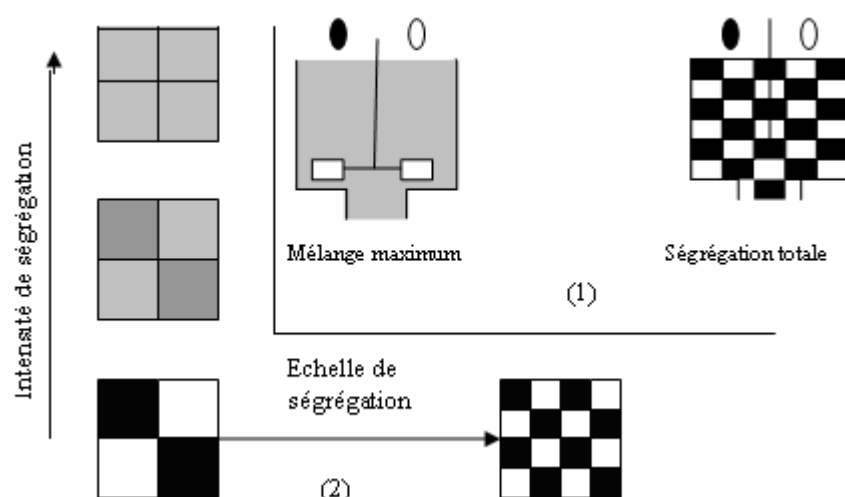 Intensité de ségrégation
Mélange maximum
Ségrégation totale
(1)
Echelle de
ségrégation
(2)